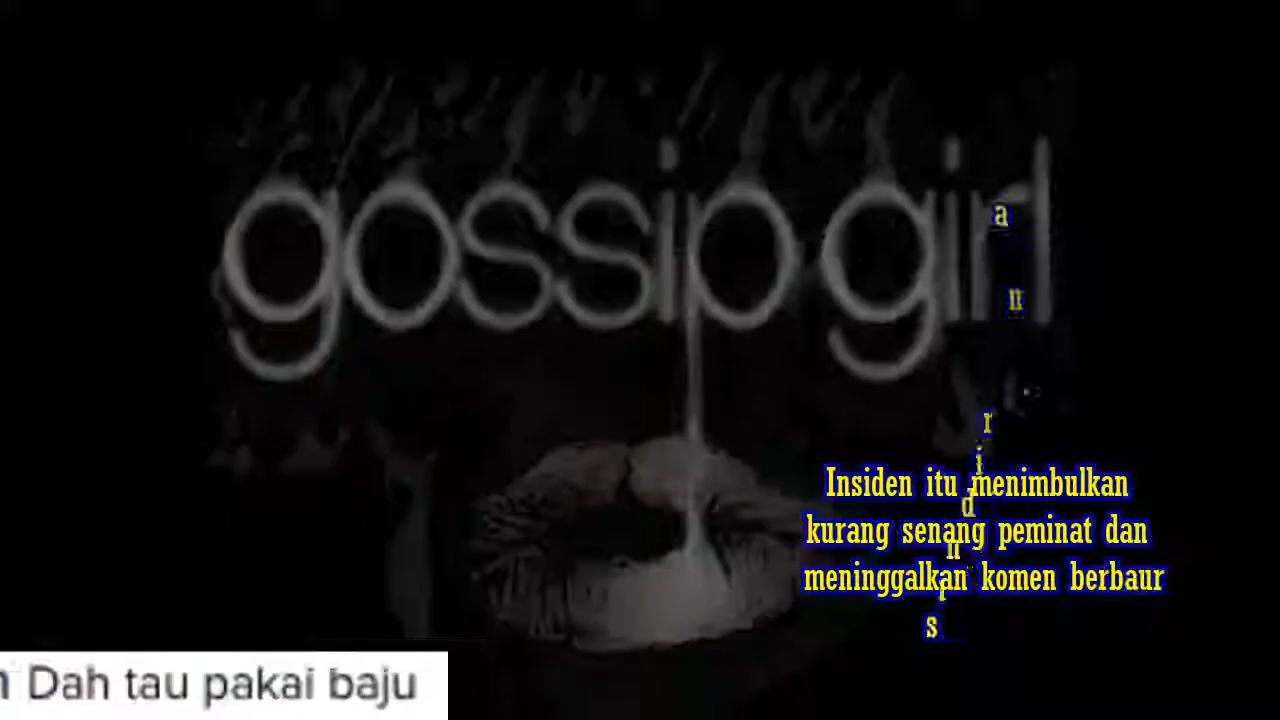 gossip girl
Insiden itu menimbulkan
kurang senang peminat dan
meninggalkan komen berbaur
Dah tau pakai baju